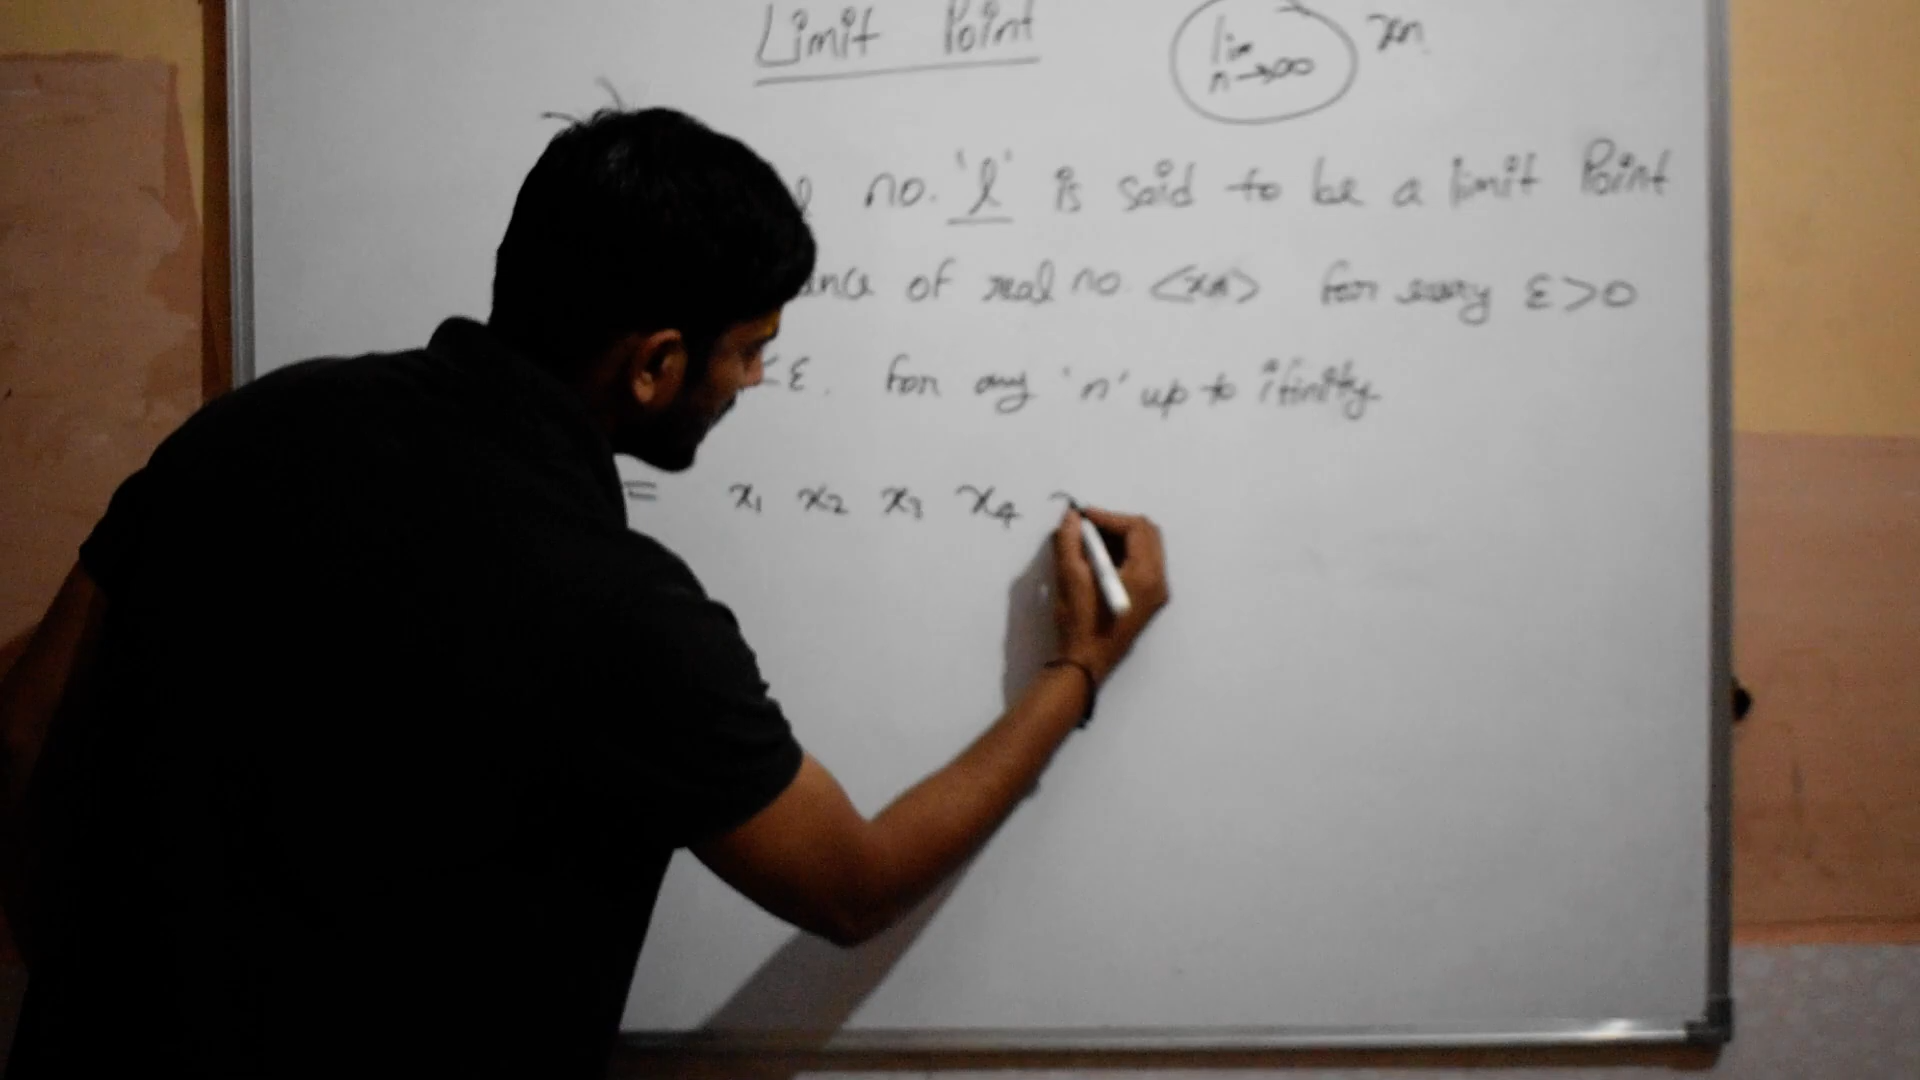 Limit Point
lim
n→∞ xn
no. 'l' is said to be a limit Point
of real no. <xn> for every ε>0
<ε. for any 'n' up to ifinity
= x₁ x₂ x₃ x₄